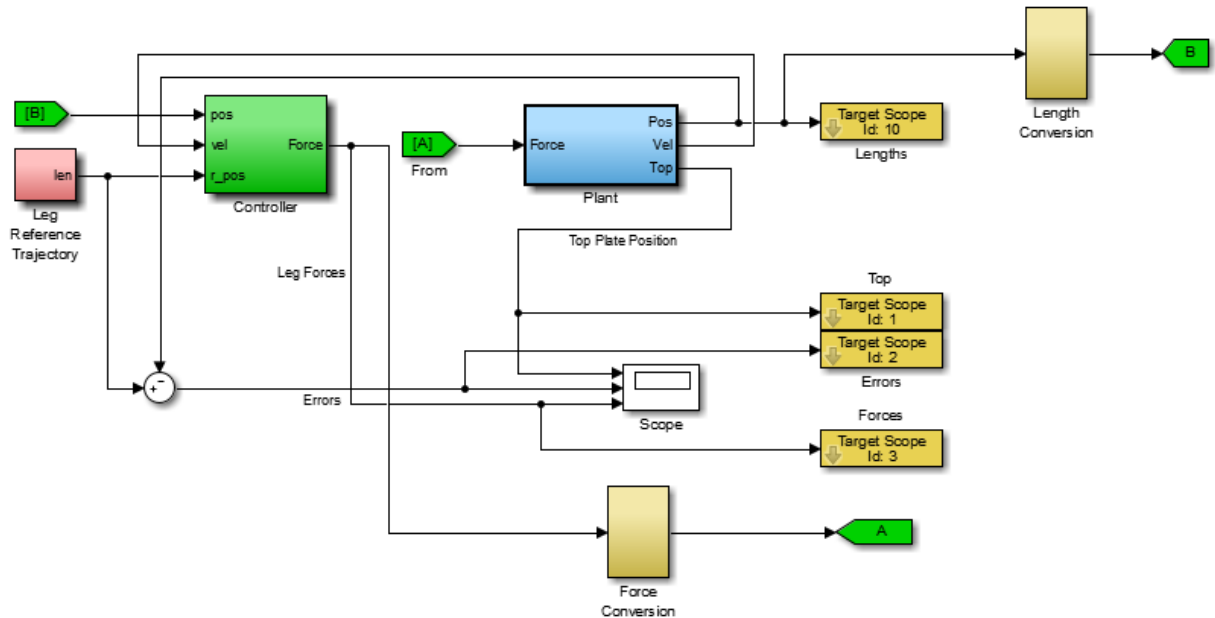 B
Length
Conversion
[B]
pos
vel
r_pos
Force
Controller
len
Leg
Reference
Trajectory
[A]
From
Force
Pos
Vel
Top
Plant
Target Scope
Id: 10
Lengths
Top Plate Position
Leg Forces
Top
Target Scope
Id: 1
Target Scope
Id: 2
Errors
+
−
Errors
Scope
Forces
Target Scope
Id: 3
Force
Conversion
A